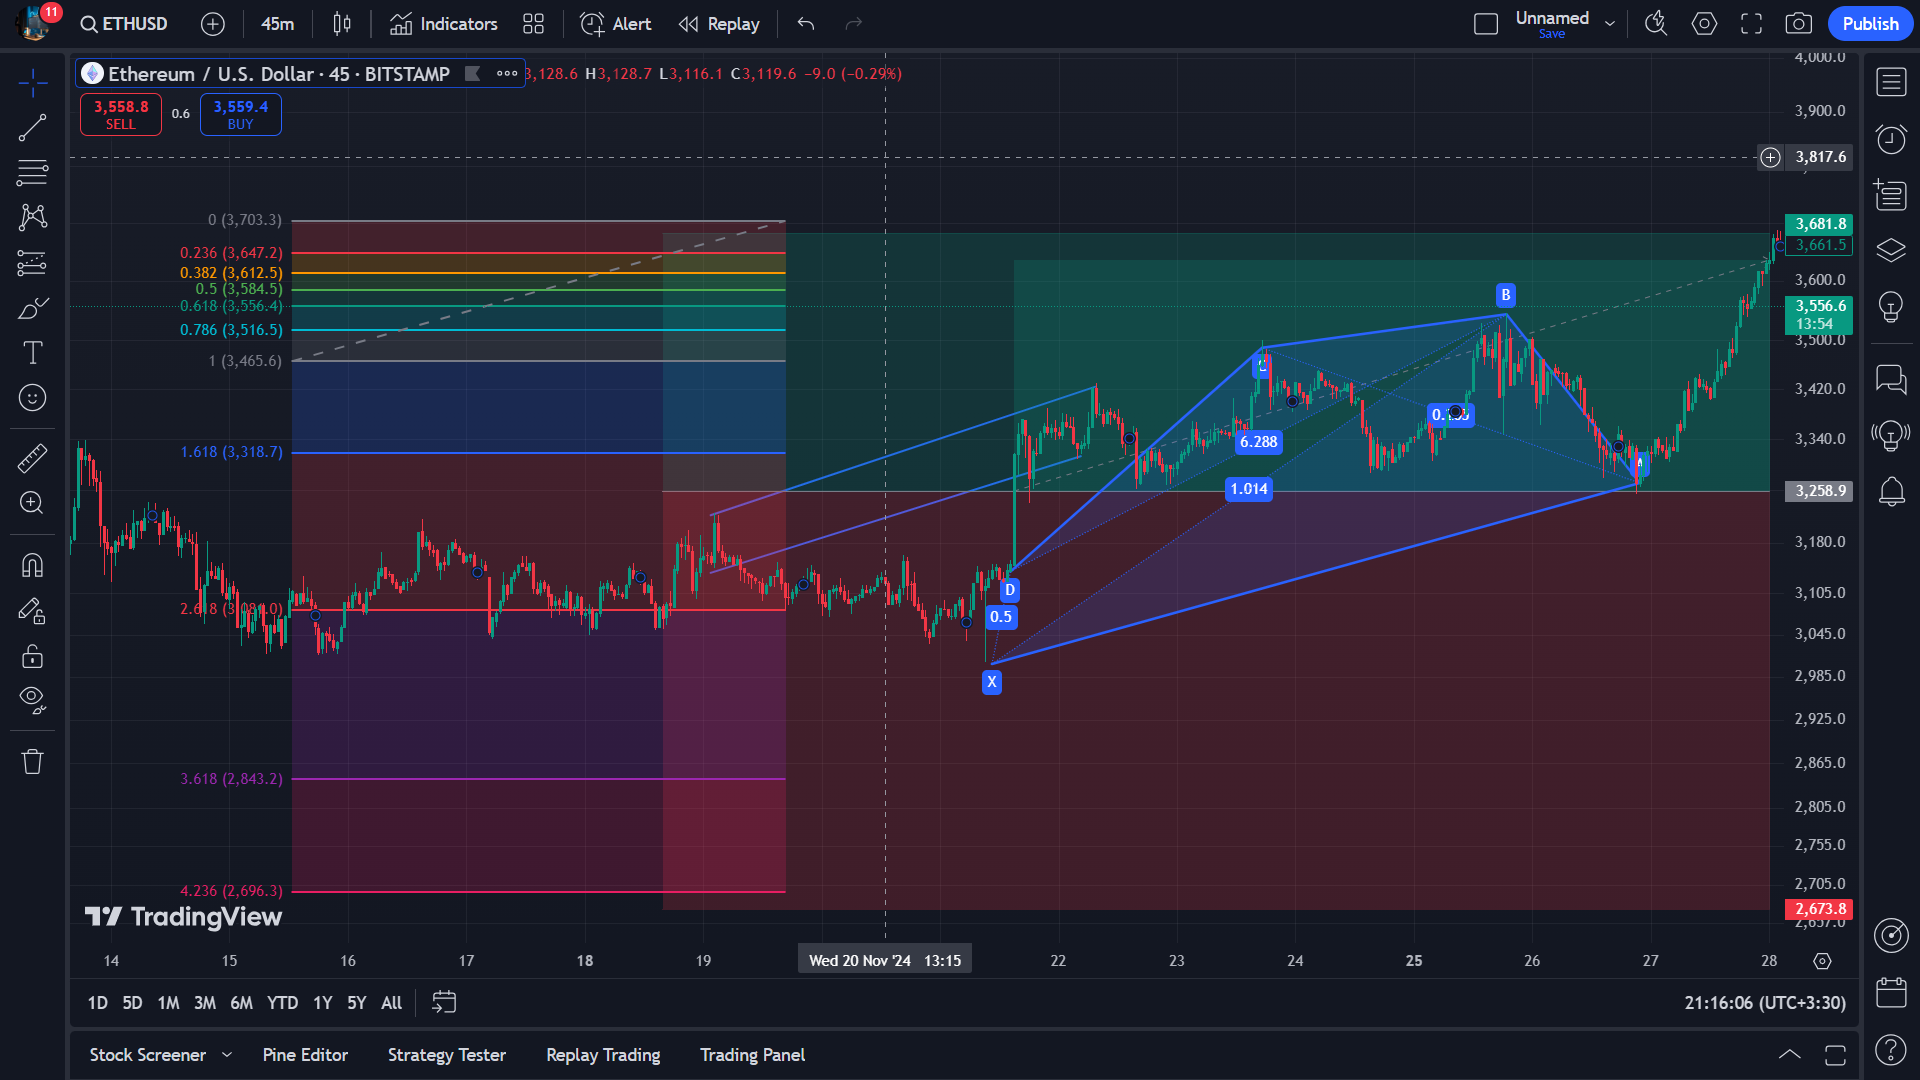 11
ETHUSD
45m
Indicators
Alert
Replay
Unnamed
Save
Publish
Ethereum / U.S. Dollar · 45 · BITSTAMP
3,128.6 H3,128.7 L3,116.1 C3,119.6 −9.0 (−0.29%)
3,558.8
SELL
0.6
3,559.4
BUY
4,000.0
3,900.0
3,817.6
3,681.8
3,661.5
3,600.0
3,556.6
13:54
3,500.0
3,420.0
3,340.0
3,258.9
3,180.0
3,105.0
3,045.0
2,985.0
2,925.0
2,865.0
2,805.0
2,755.0
2,705.0
2,673.8
2,657.0
0 (3,703.3)
0.236 (3,647.2)
0.382 (3,612.5)
0.5 (3,584.5)
0.618 (3,556.4)
0.786 (3,516.5)
1 (3,465.6)
1.618 (3,318.7)
2.618 (3,081.0)
3.618 (2,843.2)
4.236 (2,696.3)
B
C
6.288
1.014
A
D
0.5
X
TradingView
14
15
16
17
18
19
Wed 20 Nov '24 13:15
22
23
24
25
26
27
28
1D 5D 1M 3M 6M YTD 1Y 5Y All
21:16:06 (UTC+3:30)
Stock Screener
Pine Editor
Strategy Tester
Replay Trading
Trading Panel